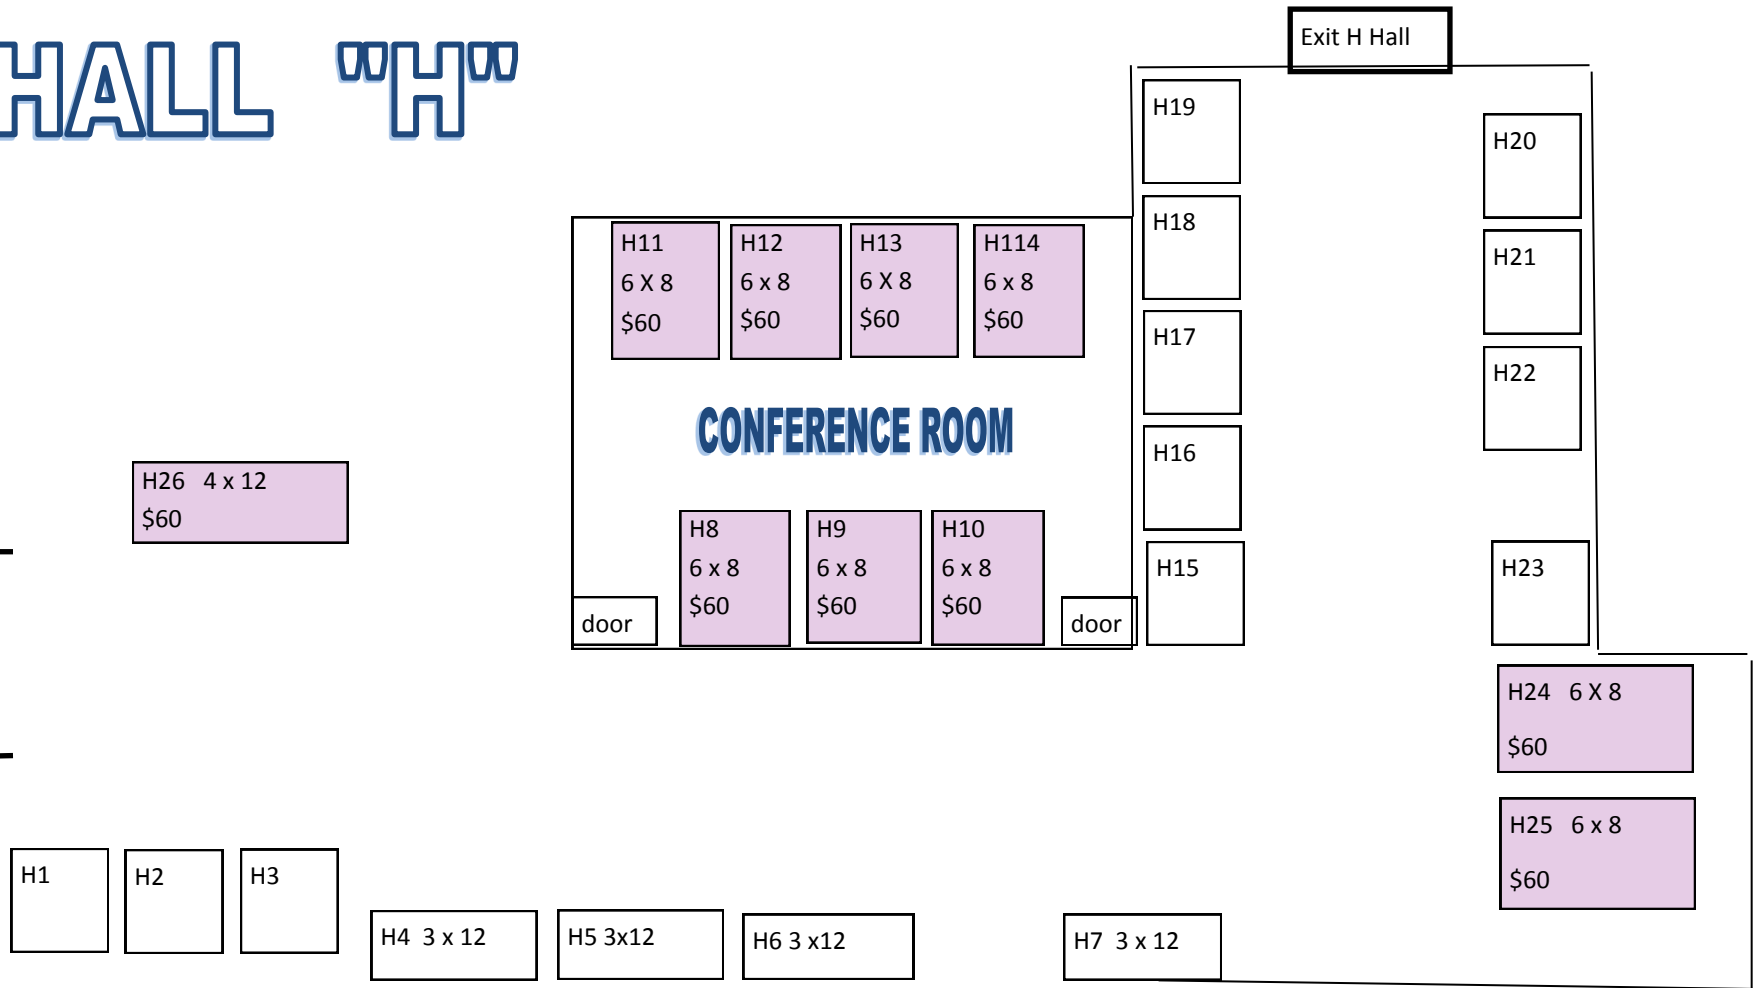 HALL "H"
Exit H Hall
H19
H20
H18
H21
H11
6 X 8
$60
H12
6 x 8
$60
H13
6 X 8
$60
H114
6 x 8
$60
H17
H22
CONFERENCE ROOM
H16
H26 4 x 12
$60
H8
6 x 8
$60
H9
6 x 8
$60
H10
6 x 8
$60
H15
H23
door
door
H24 6 X 8
$60
H25 6 x 8
$60
H1
H2
H3
H4 3 x 12
H5 3x12
H6 3 x12
H7 3 x 12